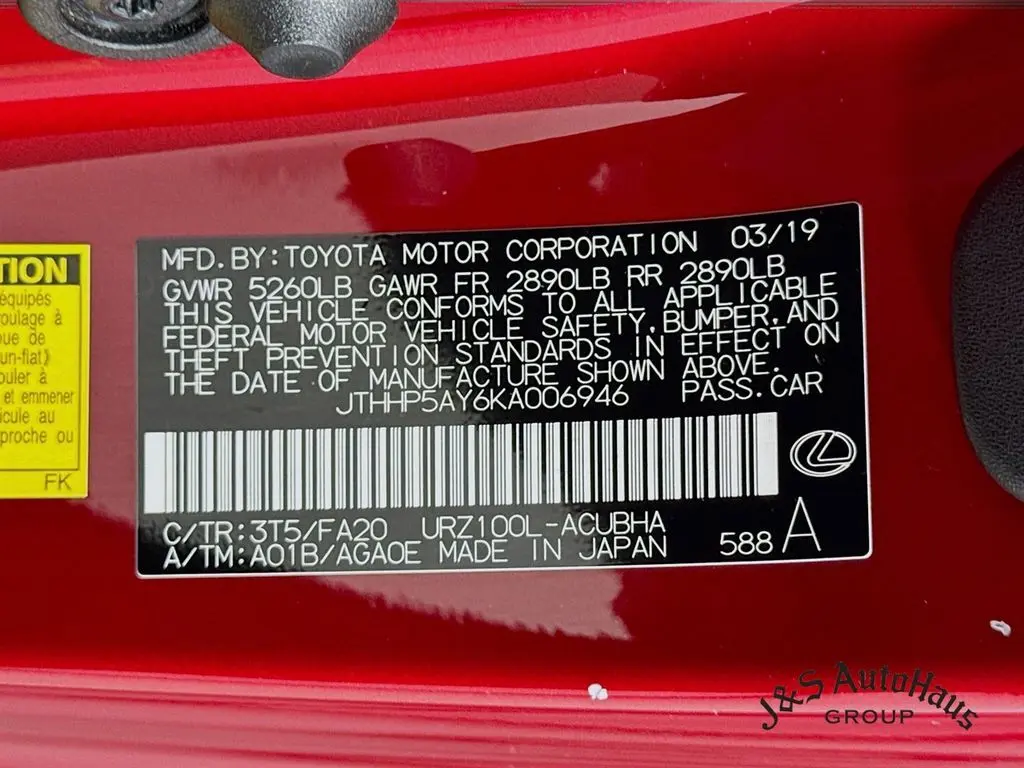 TION
équipés
roulage à
que de
un-flat)
ouler à
et emmener
icule au
proche ou
FK
MFD.BY:TOYOTA MOTOR CORPORATION 03/19
GVWR 5260LB GAWR FR 2890LB RR 2890LB
THIS VEHICLE CONFORMS TO ALL APPLICABLE
FEDERAL MOTOR VEHICLE SAFETY,BUMPER,AND
THEFT PREVENTION STANDARDS IN EFFECT ON
THE DATE OF MANUFACTURE SHOWN ABOVE.
JTHHP5AY6KA006946 PASS.CAR
C/TR:3T5/FA20 URZ100L-ACUBHA
A/TM:A01B/AGA0E MADE IN JAPAN 588 A
J&S AutoHaus
GROUP